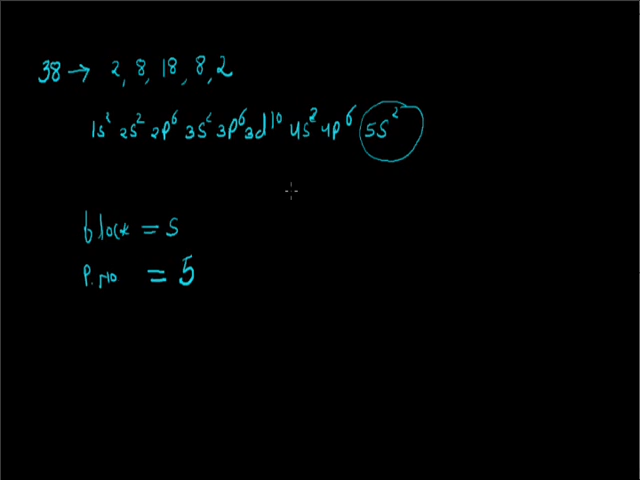 38 → 2, 8, 18, 8, 2
1s² 2s² 2p⁶ 3s² 3p⁶ 3d¹⁰ 4s² 4p⁶ 5s²
block = s
P. no = 5